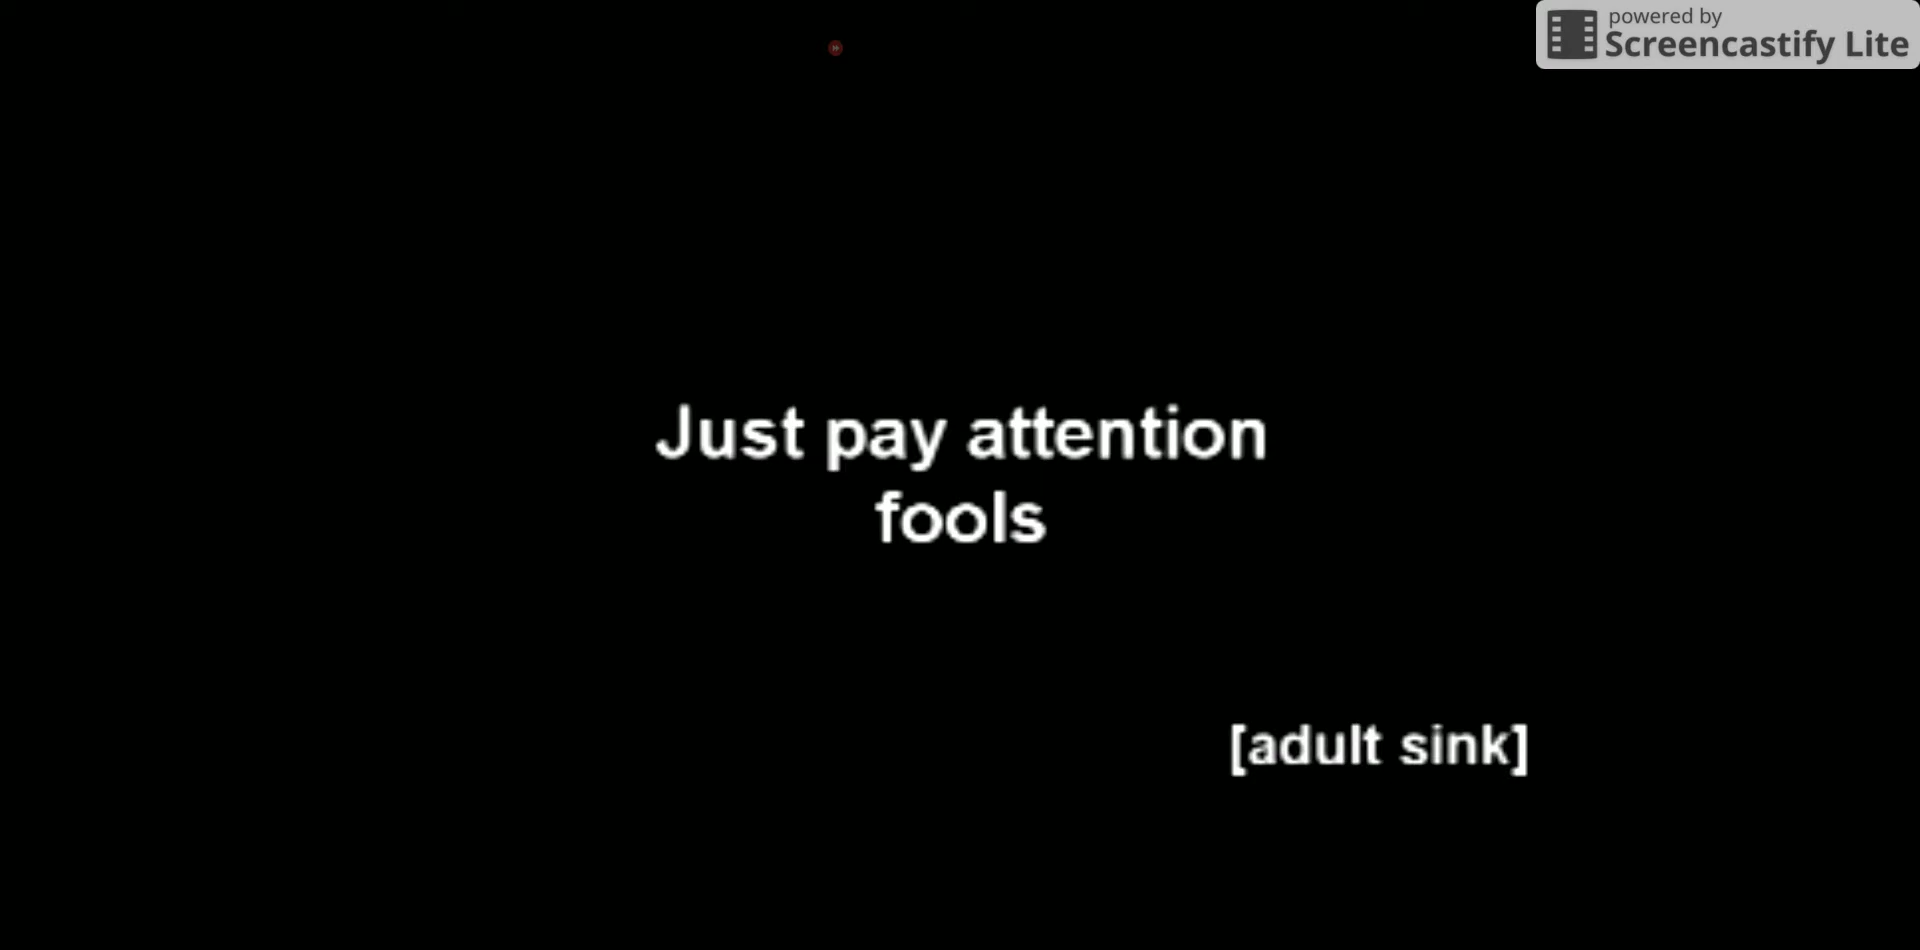 powered by
Screencastify Lite
Just pay attention
fools
[adult sink]